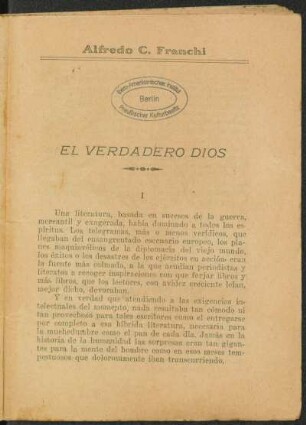 Alfredo C. Franchi
Ibero-Amerikanisches Institut
Berlin
Preußischer Kulturbesitz
EL VERDADERO DIOS
I
Una literatura, basada en sucesos de la guerra,
mercantil y exagerada, había dominado a todos los es-
píritus. Los telegramas, más o menos verídicos, que
llegaban del ensangrentado escenario europeo, los pla-
nes maquiavélicos de la diplomacia del viejo mundo,
los éxitos o los desastres de los ejércitos en acción eran
la fuente más colmada, a la que acudían periodistas y
literatos a recoger inspiraciones con que forjar libros y
más libros, que los lectores, con avidez creciente leían,
mejor dicho, devoraban.
Y en verdad que atendiendo a las exigencias in-
telectuales del momento, nada resultaba tan cómodo ni
tan provechoso para tales escritores como el entregarse
por completo a esa híbrida literatura, necesaria para
la muchedumbre como el pan de cada día. Jamás en la
historia de la humanidad las sorpresas eran tan gigan-
tes para la mente del hombre como en esos meses tem-
pestuosos que dolorosamente iban transcurriendo.